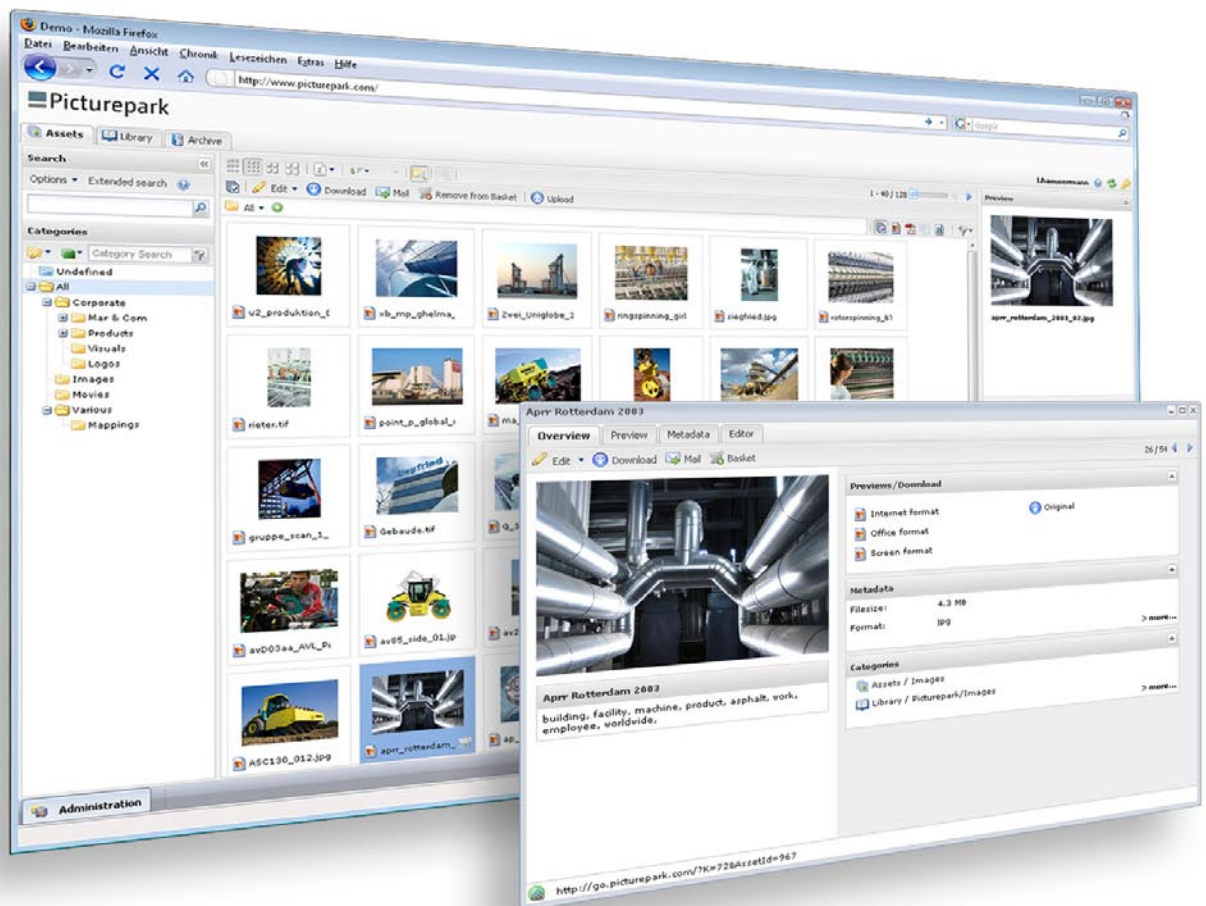 Demo - Mozilla Firefox
Datei Bearbeiten Ansicht Chronik Lesezeichen Extras Hilfe
http://www.picturepark.com/
Google
Picturepark
Assets Library Archive
Search
Options Extended search
Edit Download Mail Remove from Basket Upload
1 - 40 / 128
All
Preview
aprr_rotterdam_2003_02.jpg
Categories
Category Search
Undefined
All
Corporate
Mar & Com
Products
Visuals
Logos
Images
Movies
Various
Mappings
xb_mp_ghelma_
ringspinning_girl
siegfried.jpg
rieter.tif
point_p_global_
gruppe_scan_1_
Siegfried
Gebaude.tif
avD03aa_AVL_P
av95_side_01.jp
ASC130_012.jpg
aprr_rotterdam_
Administration
Aprr Rotterdam 2003
Overview Preview Metadata Editor
Edit Download Mail Basket
26 / 54
Previews/Download
Internet format
Original
Office format
Screen format
Metadata
Filesize: 4.3 MB
Format: jpg
> more...
Categories
Assets / Images
Library / Picturepark/Images
> more...
Aprr Rotterdam 2003
building, facility, machine, product, asphalt, work,
employee, worldwide,
http://go.picturepark.com/?K=72&AssetId=967